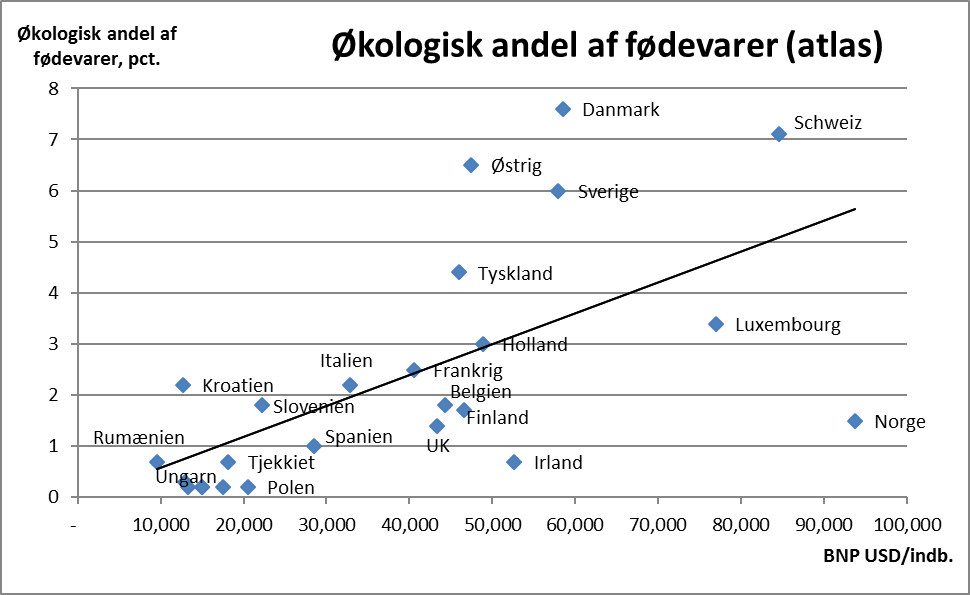 Økologisk andel af
fødevarer, pct.
Økologisk andel af fødevarer (atlas)
8
Danmark
Schweiz
7
Østrig
6
Sverige
5
Tyskland
4
Luxembourg
3
Holland
Italien
Frankrig
Kroatien
Belgien
2
Slovenien
Finland
Norge
Rumænien
Spanien
UK
1
Tjekkiet
Irland
Ungarn
Polen
0
-
10,000
20,000
30,000
40,000
50,000
60,000
70,000
80,000
90,000
100,000
BNP USD/indb.